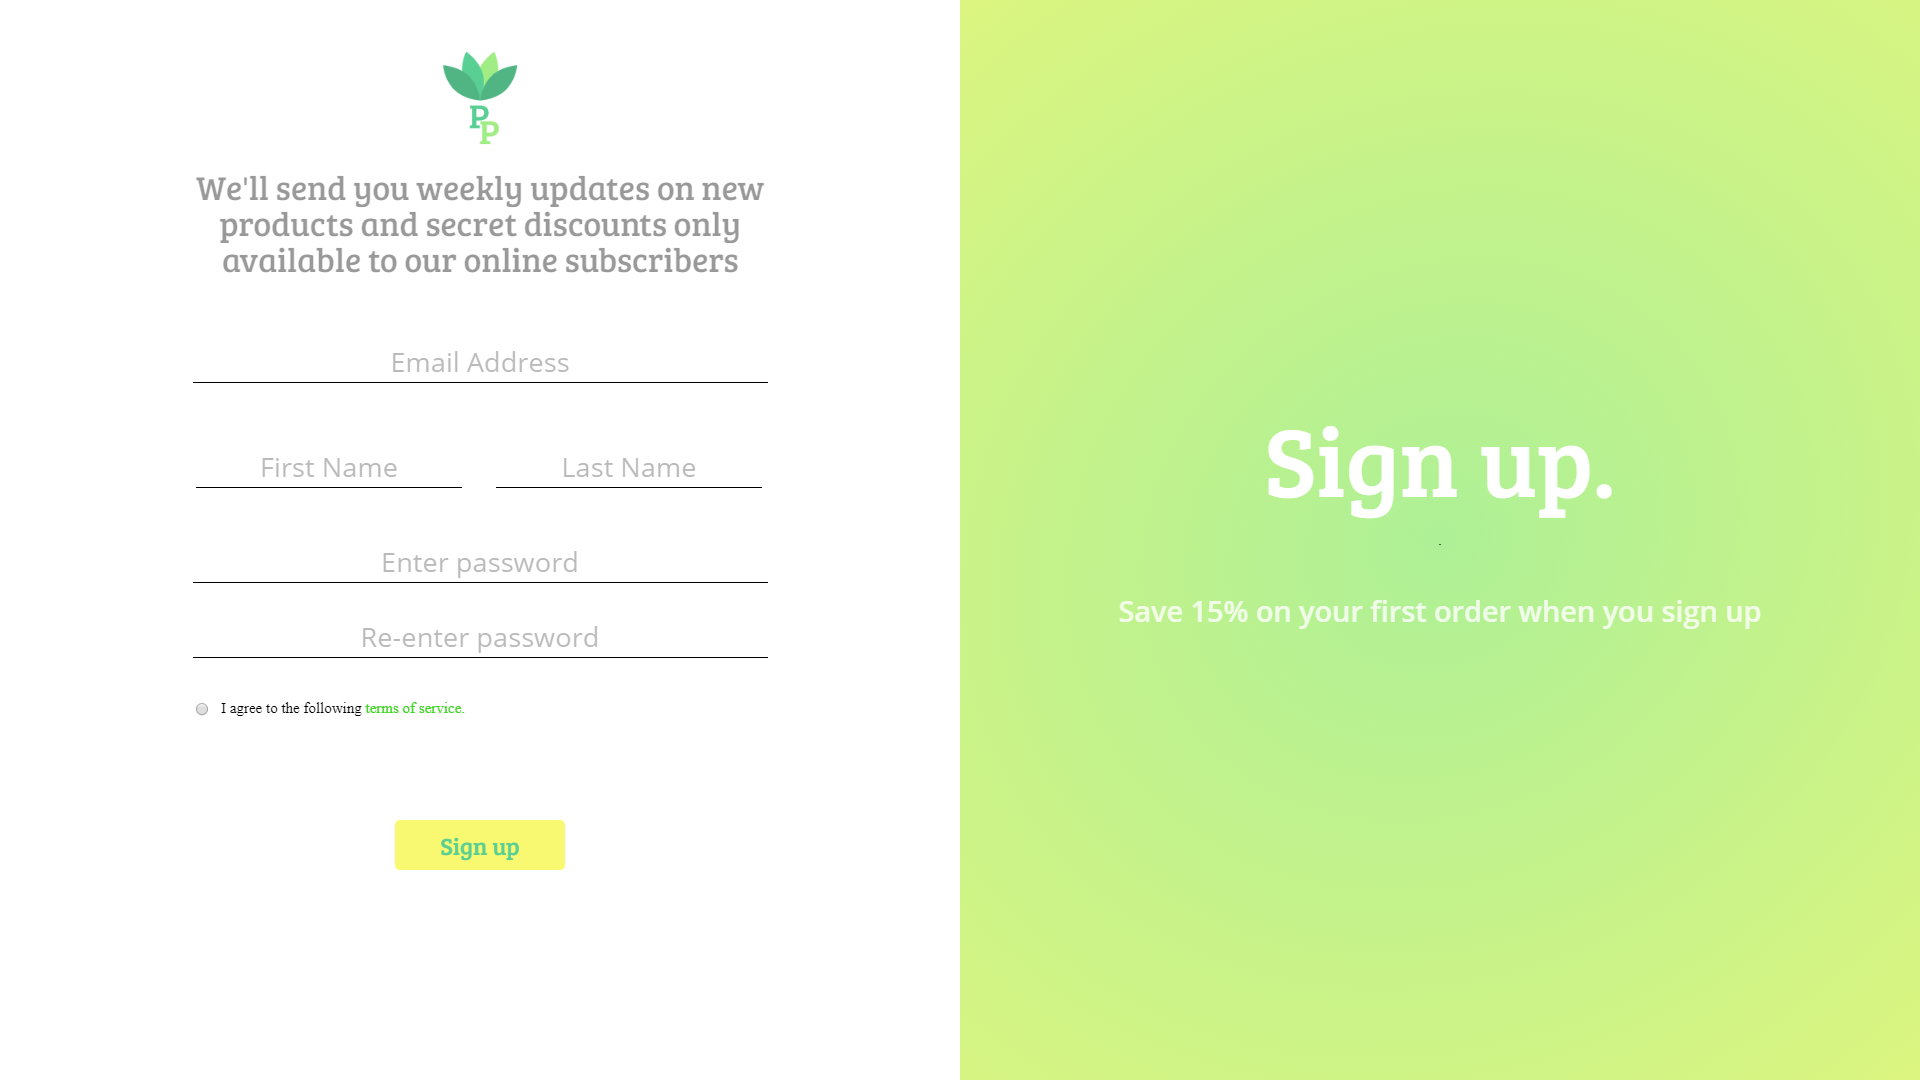 P
P
We'll send you weekly updates on new
products and secret discounts only
available to our online subscribers
Email Address
First Name Last Name
Enter password
Re-enter password
I agree to the following terms of service.
Sign up
Sign up.
.
Save 15% on your first order when you sign up